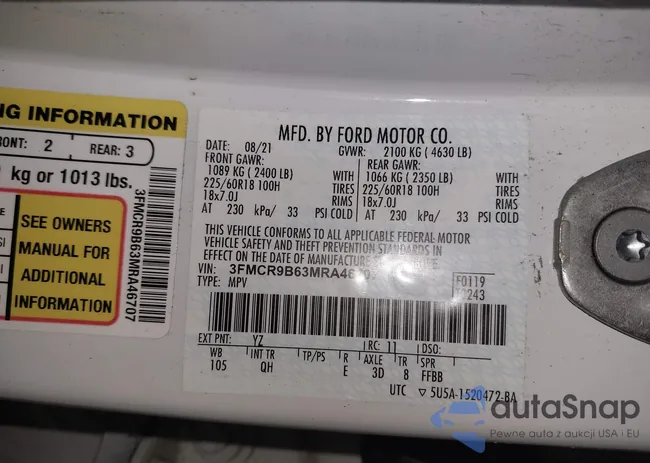 NG INFORMATION
RONT: 2 REAR: 3
kg or 1013 lbs.
SEE OWNERS
MANUAL FOR
ADDITIONAL
INFORMATION
3FMCR9B63MRA46707
MFD. BY FORD MOTOR CO.
DATE: 08/21 GVWR: 2100 KG ( 4630 LB)
FRONT GAWR: REAR GAWR:
1089 KG ( 2400 LB) 1066 KG ( 2350 LB)
225/60R18 100H TIRES 225/60R18 100H TIRES
18x7.0J RIMS 18x7.0J RIMS
AT 230 kPa/ 33 PSI COLD AT 230 kPa/ 33 PSI COLD
THIS VEHICLE CONFORMS TO ALL APPLICABLE FEDERAL MOTOR
VEHICLE SAFETY AND THEFT PREVENTION STANDARDS IN
EFFECT ON THE DATE OF MANUFACTURE
VIN: 3FMCR9B63MRA46
TYPE: MPV
F0119
0243
EXT PNT: YZ RC: 11 DSO:
WB INT TR TP/PS R AXLE TR SPR
105 QH E 3D 8 FFBB
UTC ▽ 5U5A-1520472-BA
autaSnap
Pewne auta z aukcji USA i EU